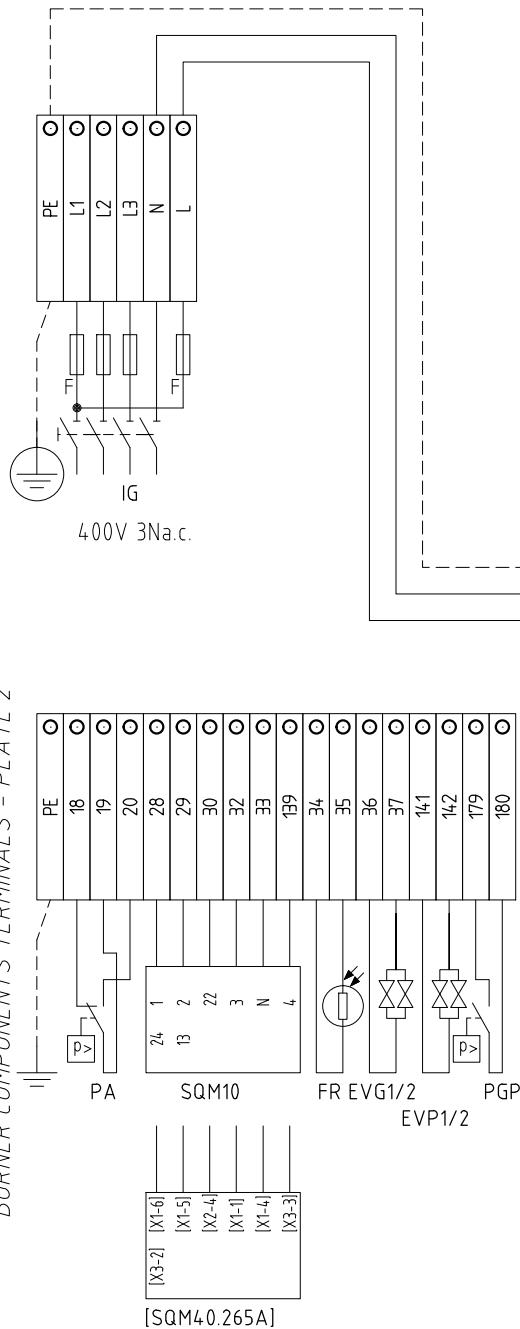 PE L1 L2 L3 N L
F F
IG
400V 3Na.c.
BURNER COMPONENTS TERMINALS - PLATE 2
PE 18 19 20 28 29 30 32 33 139 34 35 36 37 141 142 179 180
1 2 22 3 N 4
24 13
p> p>
PA SQM10 FR EVG1/2 PGP
EVP1/2
[X1-6] [X1-5] [X2-4] [X1-1] [X1-4] [X3-3]
[X3-2]
[SQM40.265A]